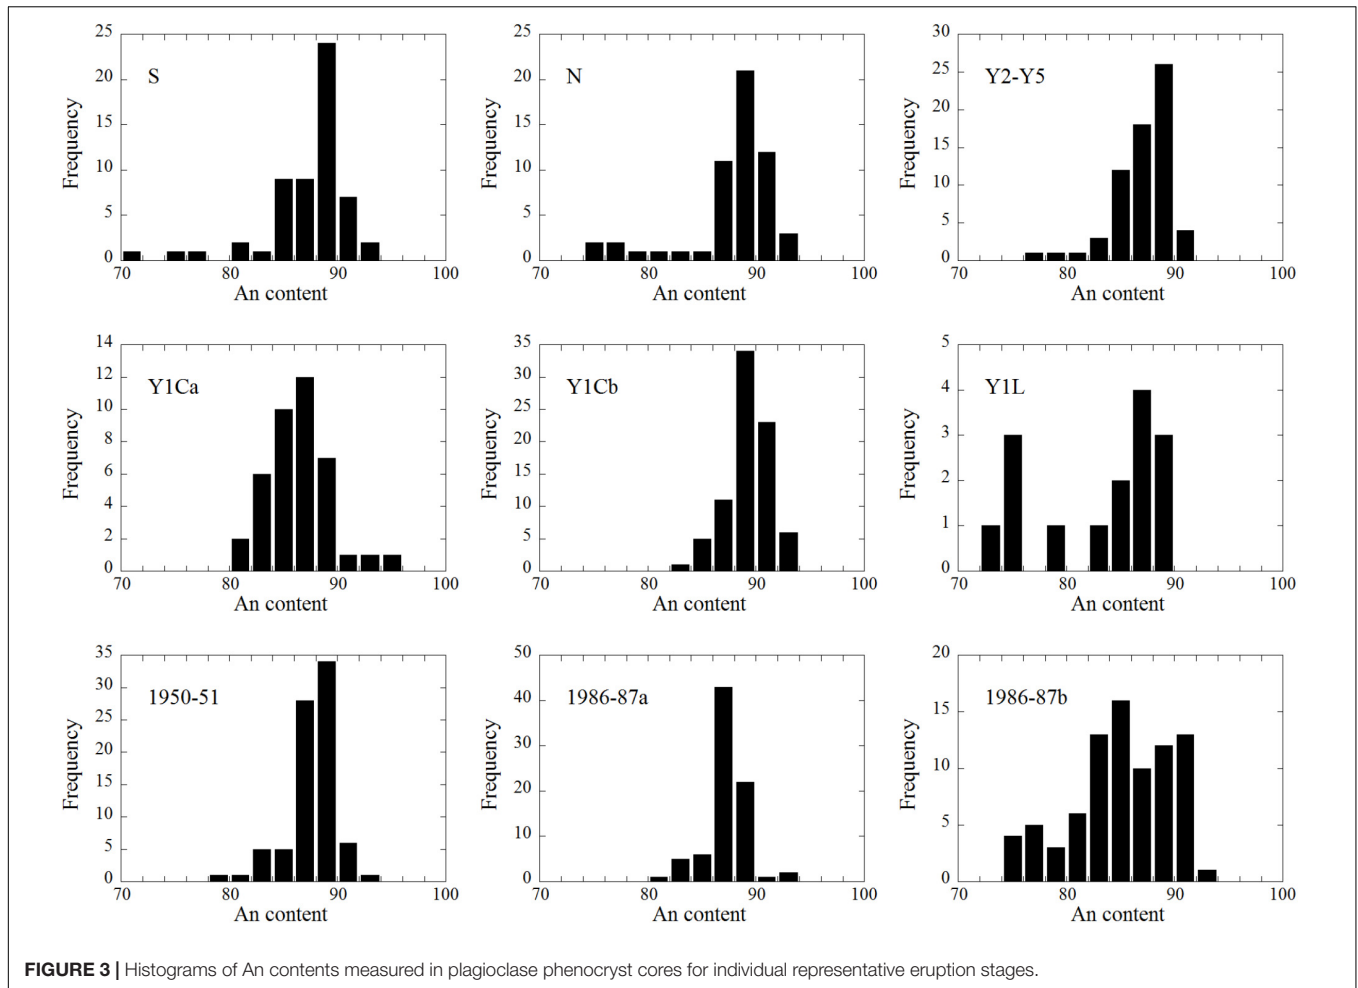 S
Frequency
25
20
15
10
5
0
70 80 90 100
An content
N
Frequency
25
20
15
10
5
0
70 80 90 100
An content
Y2-Y5
Frequency
30
25
20
15
10
5
0
70 80 90 100
An content
Y1Ca
Frequency
14
12
10
8
6
4
2
0
70 80 90 100
An content
Y1Cb
Frequency
35
30
25
20
15
10
5
0
70 80 90 100
An content
Y1L
Frequency
5
4
3
2
1
0
70 80 90 100
An content
1950-51
Frequency
35
30
25
20
15
10
5
0
70 80 90 100
An content
1986-87a
Frequency
50
40
30
20
10
0
70 80 90 100
An content
1986-87b
Frequency
20
15
10
5
0
70 80 90 100
An content
FIGURE 3 | Histograms of An contents measured in plagioclase phenocryst cores for individual representative eruption stages.